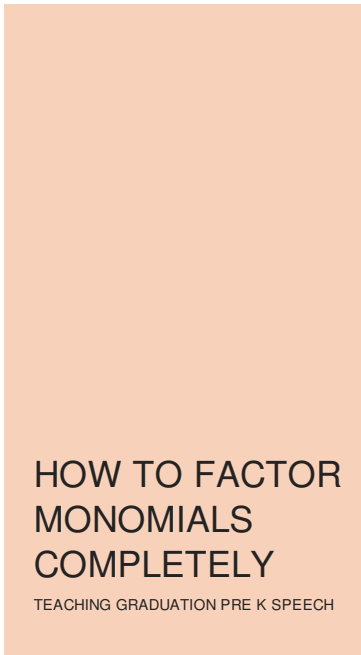 HOW TO FACTOR
MONOMIALS
COMPLETELY
TEACHING GRADUATION PRE K SPEECH